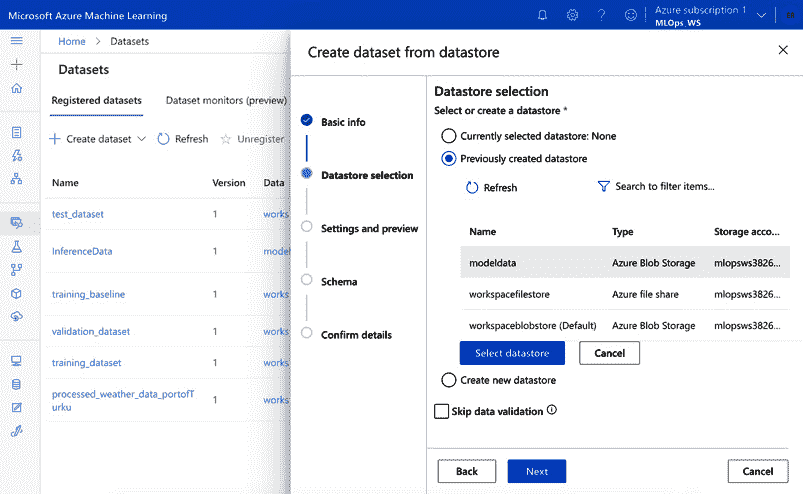 Microsoft Azure Machine Learning
Azure subscription 1
MLOps_WS
M
Home > Datasets
Datasets
Registered datasets Dataset monitors (preview)
Create dataset Refresh Unregister
Name Version Data
test_dataset 1 works
InferenceData 1 model
training_baseline 1 works
validation_dataset 1 works
training_dataset 1 works
processed_weather_data_portofT
urku 1 works
Create dataset from datastore
Basic info
Datastore selection
Settings and preview
Schema
Confirm details
Datastore selection
Select or create a datastore *
Currently selected datastore: None
Previously created datastore
Refresh Search to filter items...
Name Type Storage acco...
modeldata Azure Blob Storage mlopsws3826...
workspacefilestore Azure file share mlopsws3826...
workspaceblobstore (Default) Azure Blob Storage mlopsws3826...
Select datastore Cancel
Create new datastore
Skip data validation
Back Next Cancel